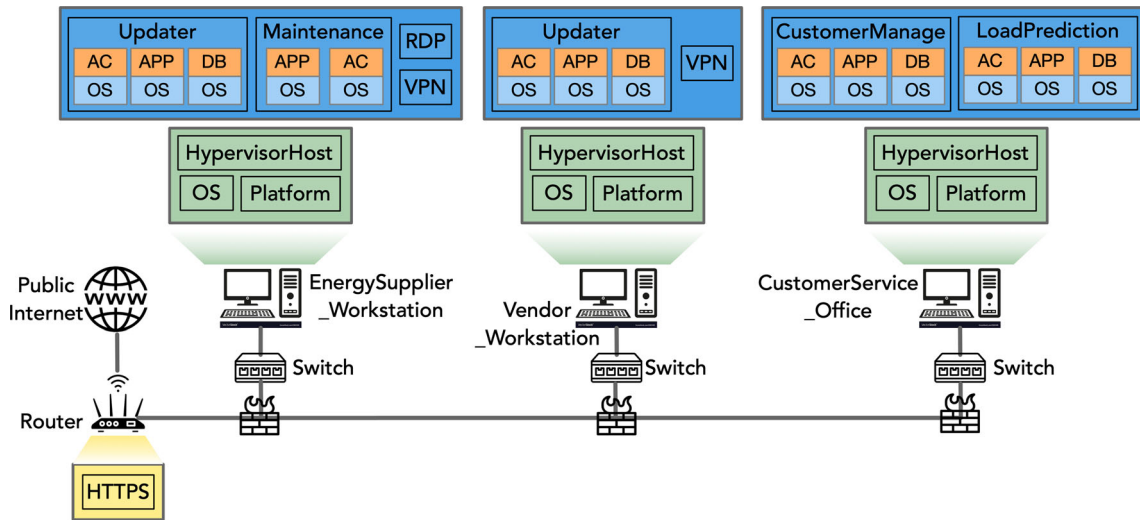 Updater
AC APP DB
OS OS OS
Maintenance
APP AC
OS OS
RDP
VPN
Updater
AC APP DB
OS OS OS
VPN
CustomerManage
AC APP DB
OS OS OS
LoadPrediction
AC APP DB
OS OS OS
HypervisorHost
OS Platform
HypervisorHost
OS Platform
HypervisorHost
OS Platform
Public
Internet
WWW
EnergySupplier
_Workstation
Vendor
_Workstation
CustomerService
_Office
Switch
Switch
Switch
Router
HTTPS